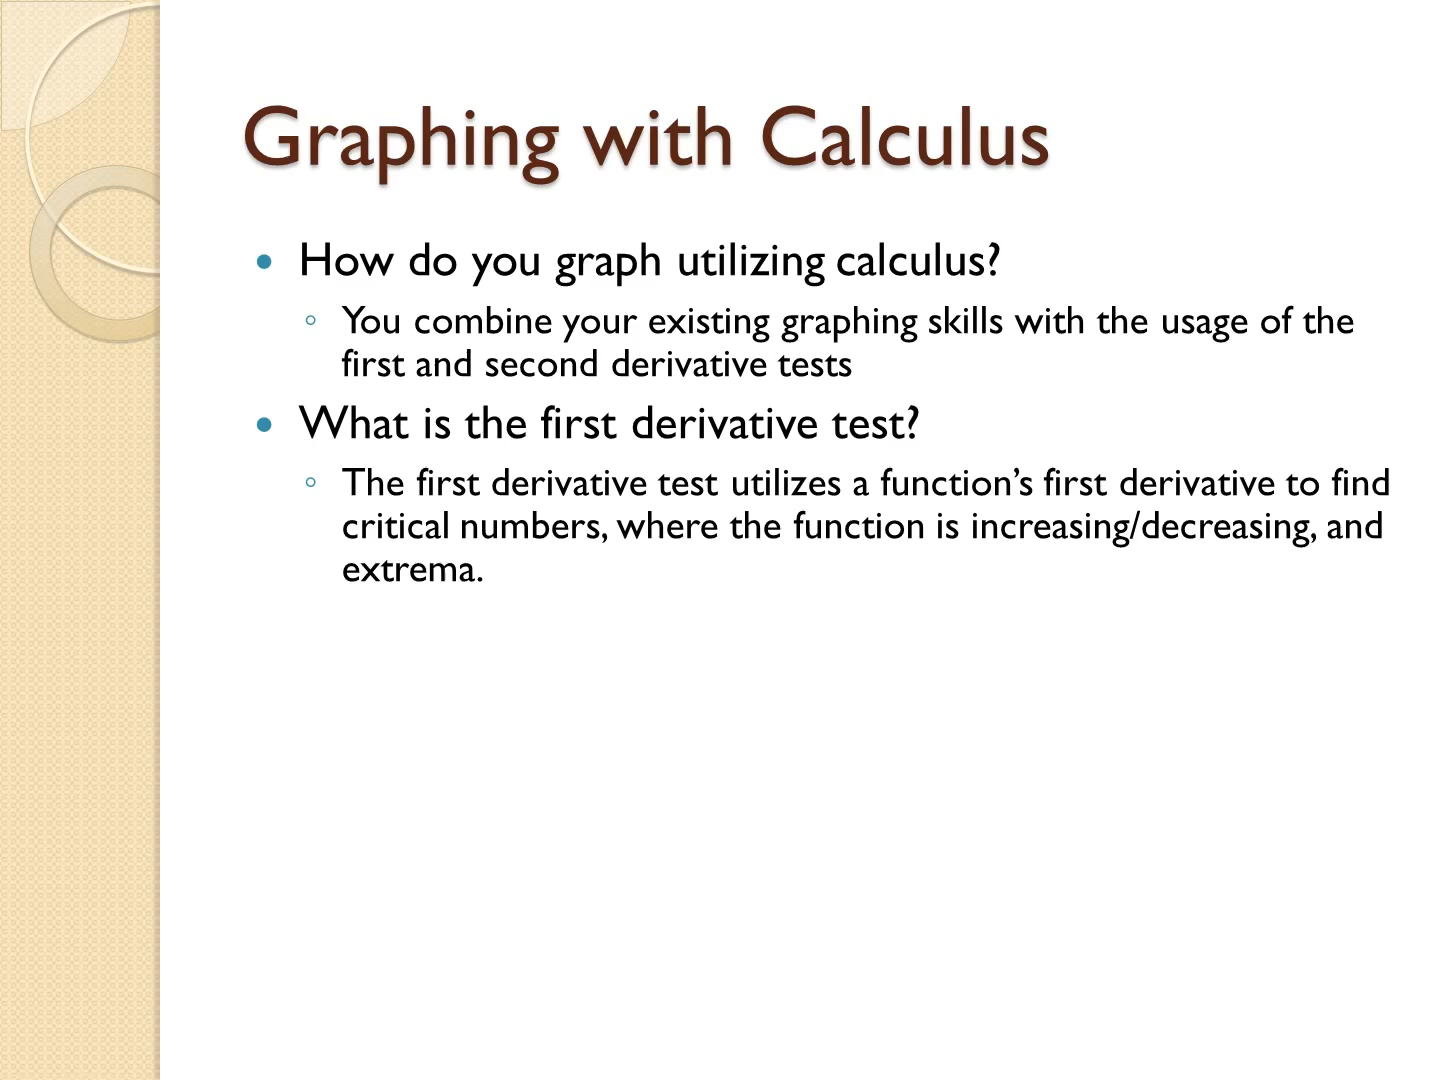 Graphing with Calculus
How do you graph utilizing calculus?
You combine your existing graphing skills with the usage of the
first and second derivative tests
What is the first derivative test?
The first derivative test utilizes a function’s first derivative to find
critical numbers, where the function is increasing/decreasing, and
extrema.